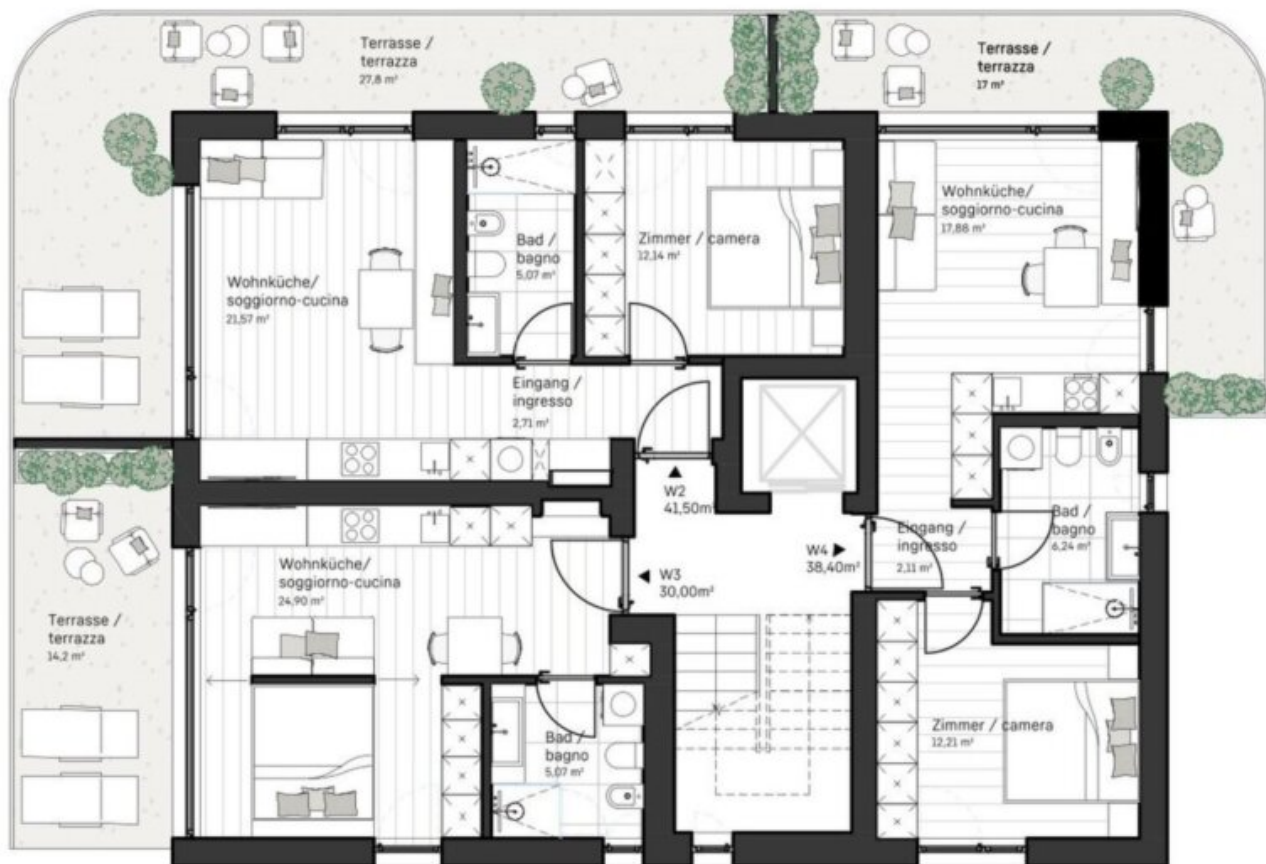 Terrasse /
terrazza
27,8 m²
Terrasse /
terrazza
17 m²
Wohnküche/
soggiorno-cucina
21,57 m²
Bad /
bagno
5,07 m²
Zimmer / camera
12,14 m²
Wohnküche/
soggiorno-cucina
17,88 m²
Eingang /
ingresso
2,71 m²
W2
41,50m²
W4
38,40m²
Eingang /
ingresso
2,11 m²
Bad /
bagno
6,24 m²
Wohnküche/
soggiorno-cucina
24,90 m²
W3
30,00m²
Terrasse /
terrazza
14,2 m²
Bad /
bagno
5,07 m²
Zimmer / camera
12,21 m²